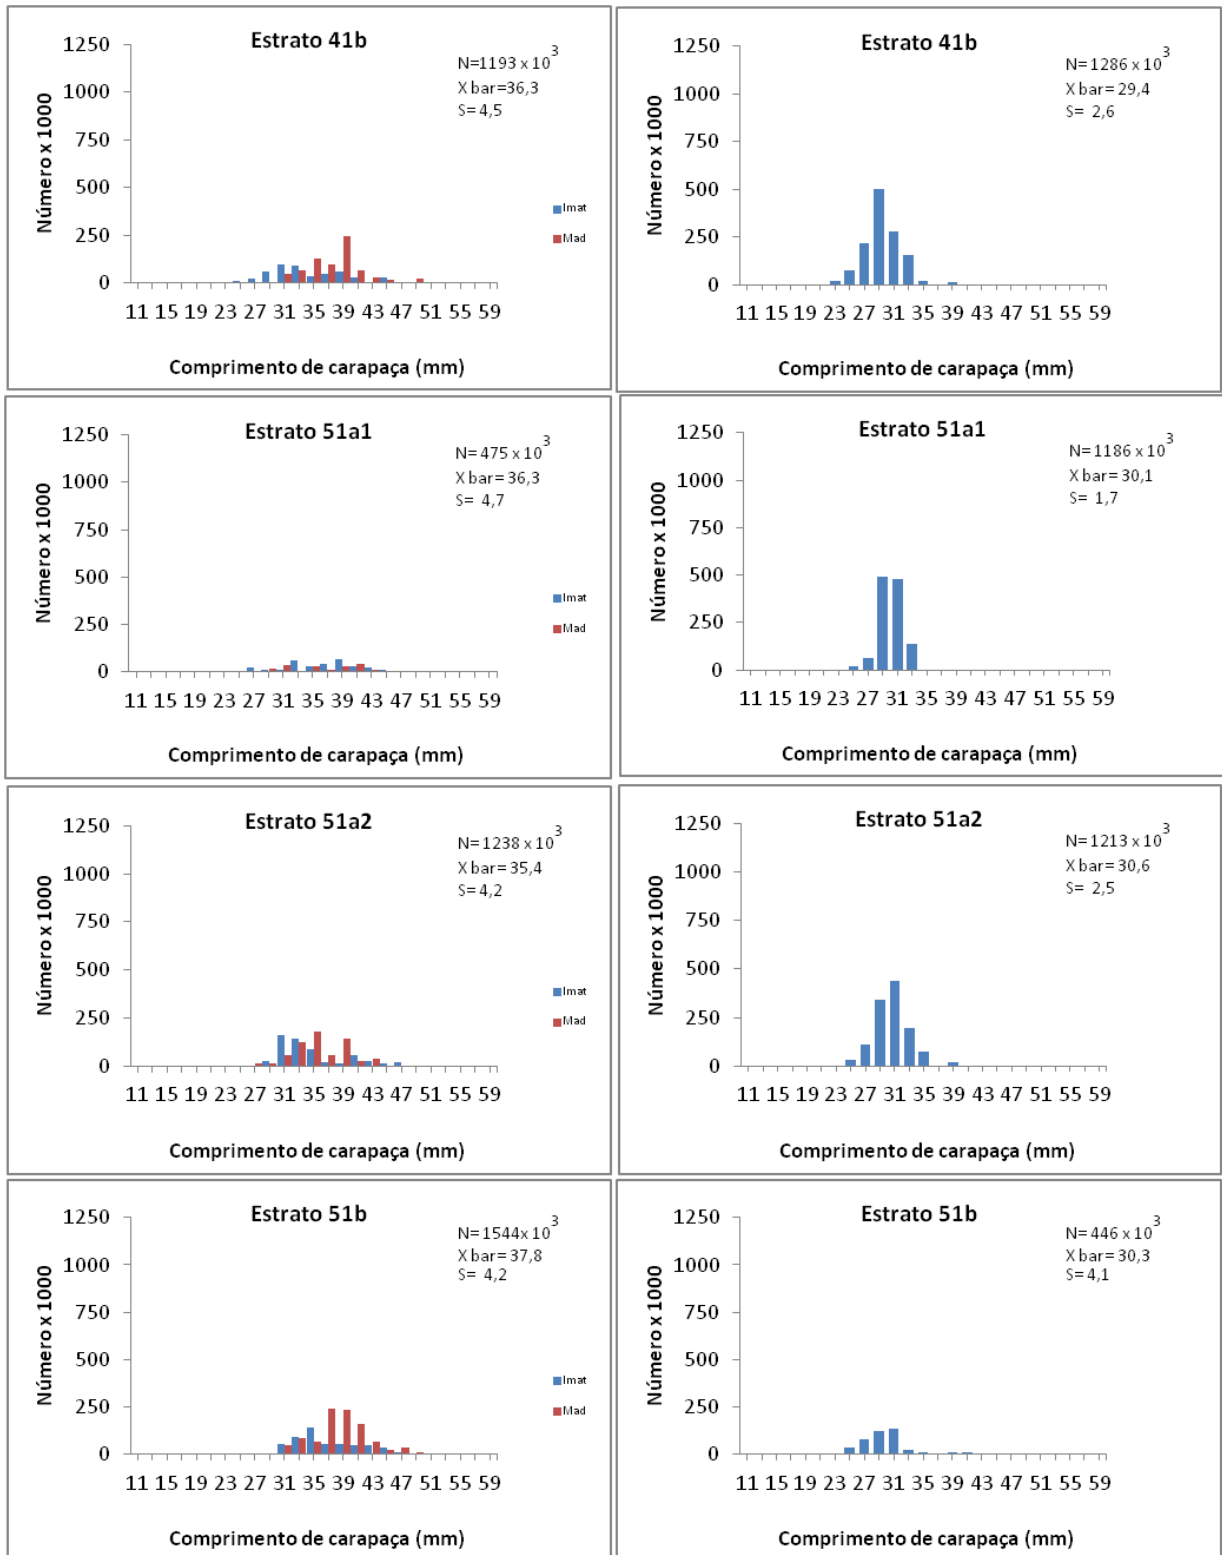 Estrato 41b
N=1193 x 10³
X bar=36,3
S= 4,5
Número x 1000
1250
1000
750
500
250
0
Imat
Mad
11 15 19 23 27 31 35 39 43 47 51 55 59
Comprimento de carapaça (mm)
Estrato 41b
N=1286 x 10³
X bar= 29,4
S= 2,6
Número x 1000
1250
1000
750
500
250
0
11 15 19 23 27 31 35 39 43 47 51 55 59
Comprimento de carapaça (mm)
Estrato 51a1
N= 475 x 10³
X bar= 36,3
S= 4,7
Número x 1000
1250
1000
750
500
250
0
Imat
Mad
11 15 19 23 27 31 35 39 43 47 51 55 59
Comprimento de carapaça (mm)
Estrato 51a1
N= 1186 x 10³
X bar= 30,1
S= 1,7
Número x 1000
1250
1000
750
500
250
0
11 15 19 23 27 31 35 39 43 47 51 55 59
Comprimento de carapaça (mm)
Estrato 51a2
N= 1238 x 10³
X bar= 35,4
S= 4,2
Número x 1000
1250
1000
750
500
250
0
Imat
Mad
11 15 19 23 27 31 35 39 43 47 51 55 59
Comprimento de carapaça (mm)
Estrato 51a2
N= 1213 x 10³
X bar= 30,6
S= 2,5
Número x 1000
1250
1000
750
500
250
0
11 15 19 23 27 31 35 39 43 47 51 55 59
Comprimento de carapaça (mm)
Estrato 51b
N= 1544x 10³
X bar= 37,8
S= 4,2
Número x 1000
1250
1000
750
500
250
0
Imat
Mad
11 15 19 23 27 31 35 39 43 47 51 55 59
Comprimento de carapaça (mm)
Estrato 51b
N= 446 x 10³
X bar= 30,3
S= 4,1
Número x 1000
1250
1000
750
500
250
0
11 15 19 23 27 31 35 39 43 47 51 55 59
Comprimento de carapaça (mm)